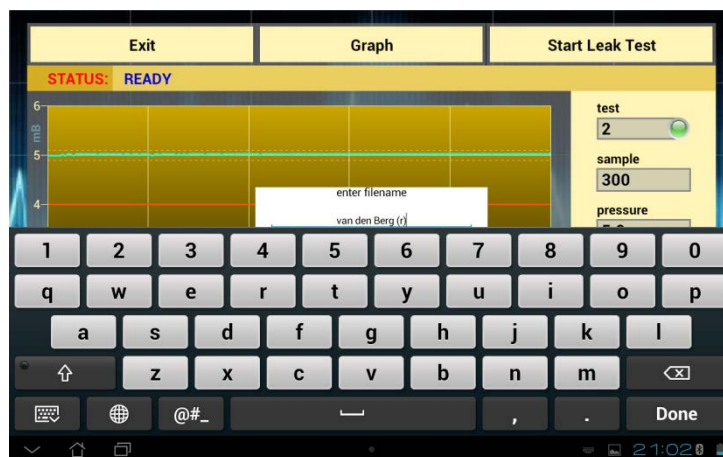 Exit Graph Start Leak Test
STATUS: READY
6
mB
5
4
test
2
sample
300
pressure
enter filename
van den Berg (r)
1 2 3 4 5 6 7 8 9 0
q w e r t y u i o p
a s d f g h j k l
z x c v b n m
@#_ , . Done
21:02